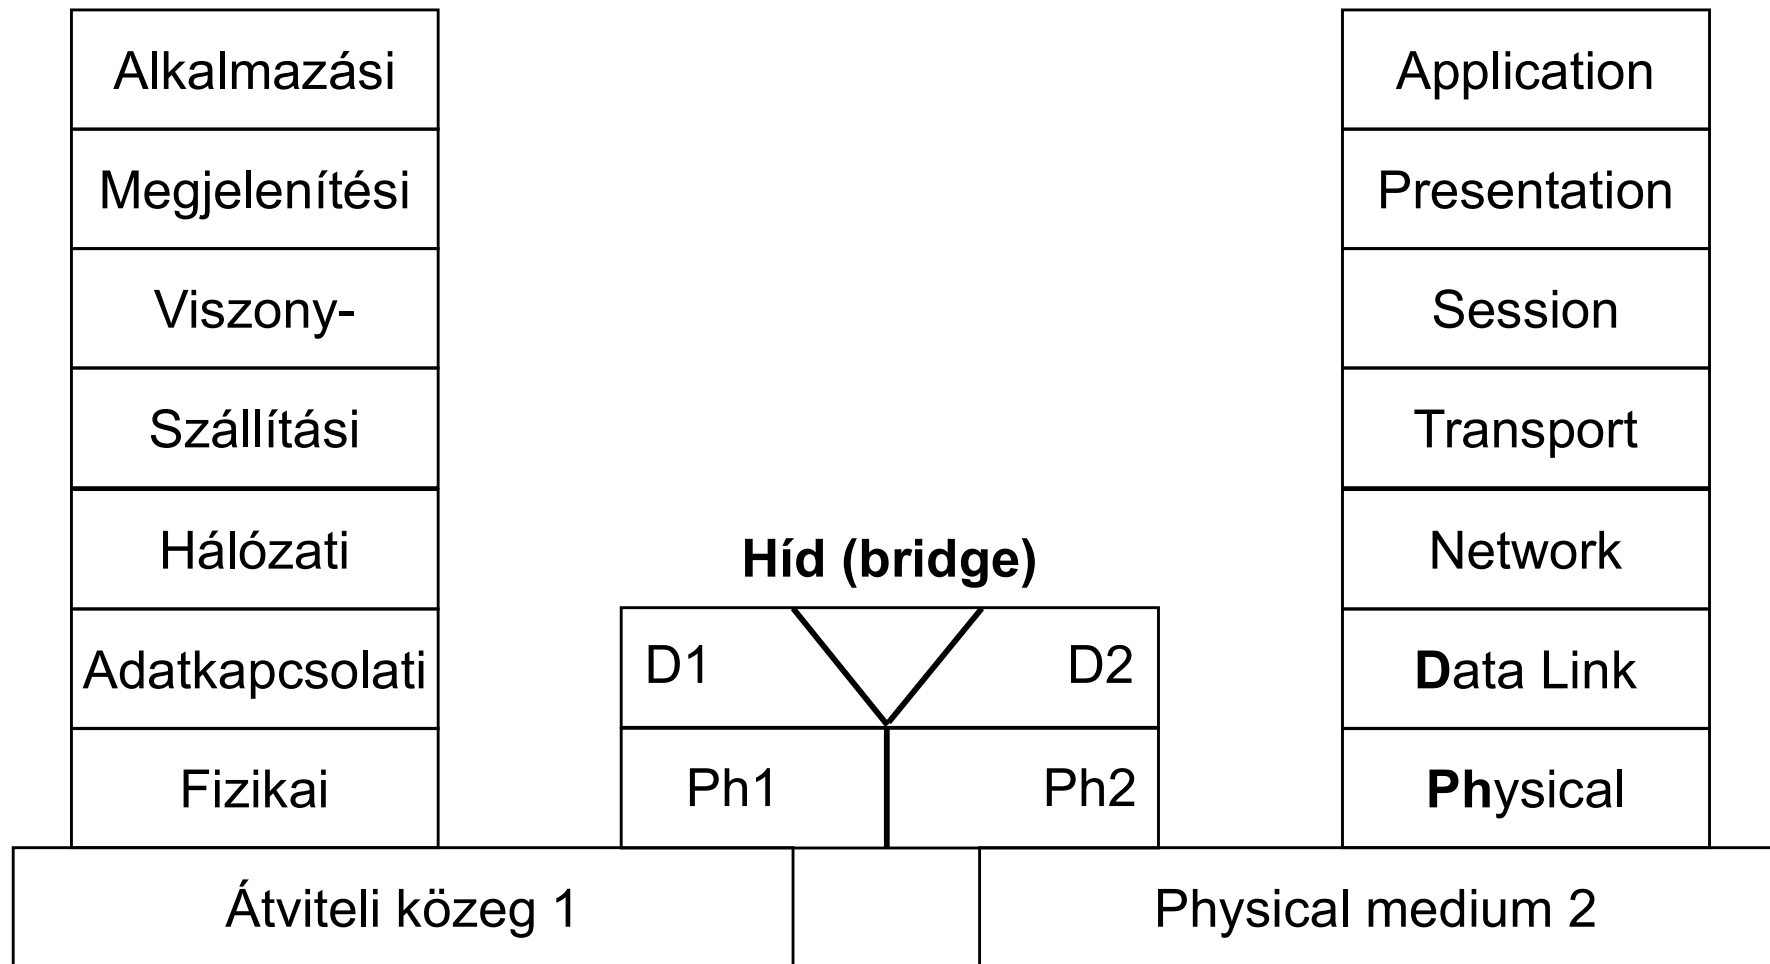 Alkalmazási
Megjelenítési
Viszony-
Szállítási
Hálózati
Adatkapcsolati
Fizikai
Átviteli közeg 1
Híd (bridge)
D1
D2
Ph1
Ph2
Application
Presentation
Session
Transport
Network
Data Link
Physical
Physical medium 2